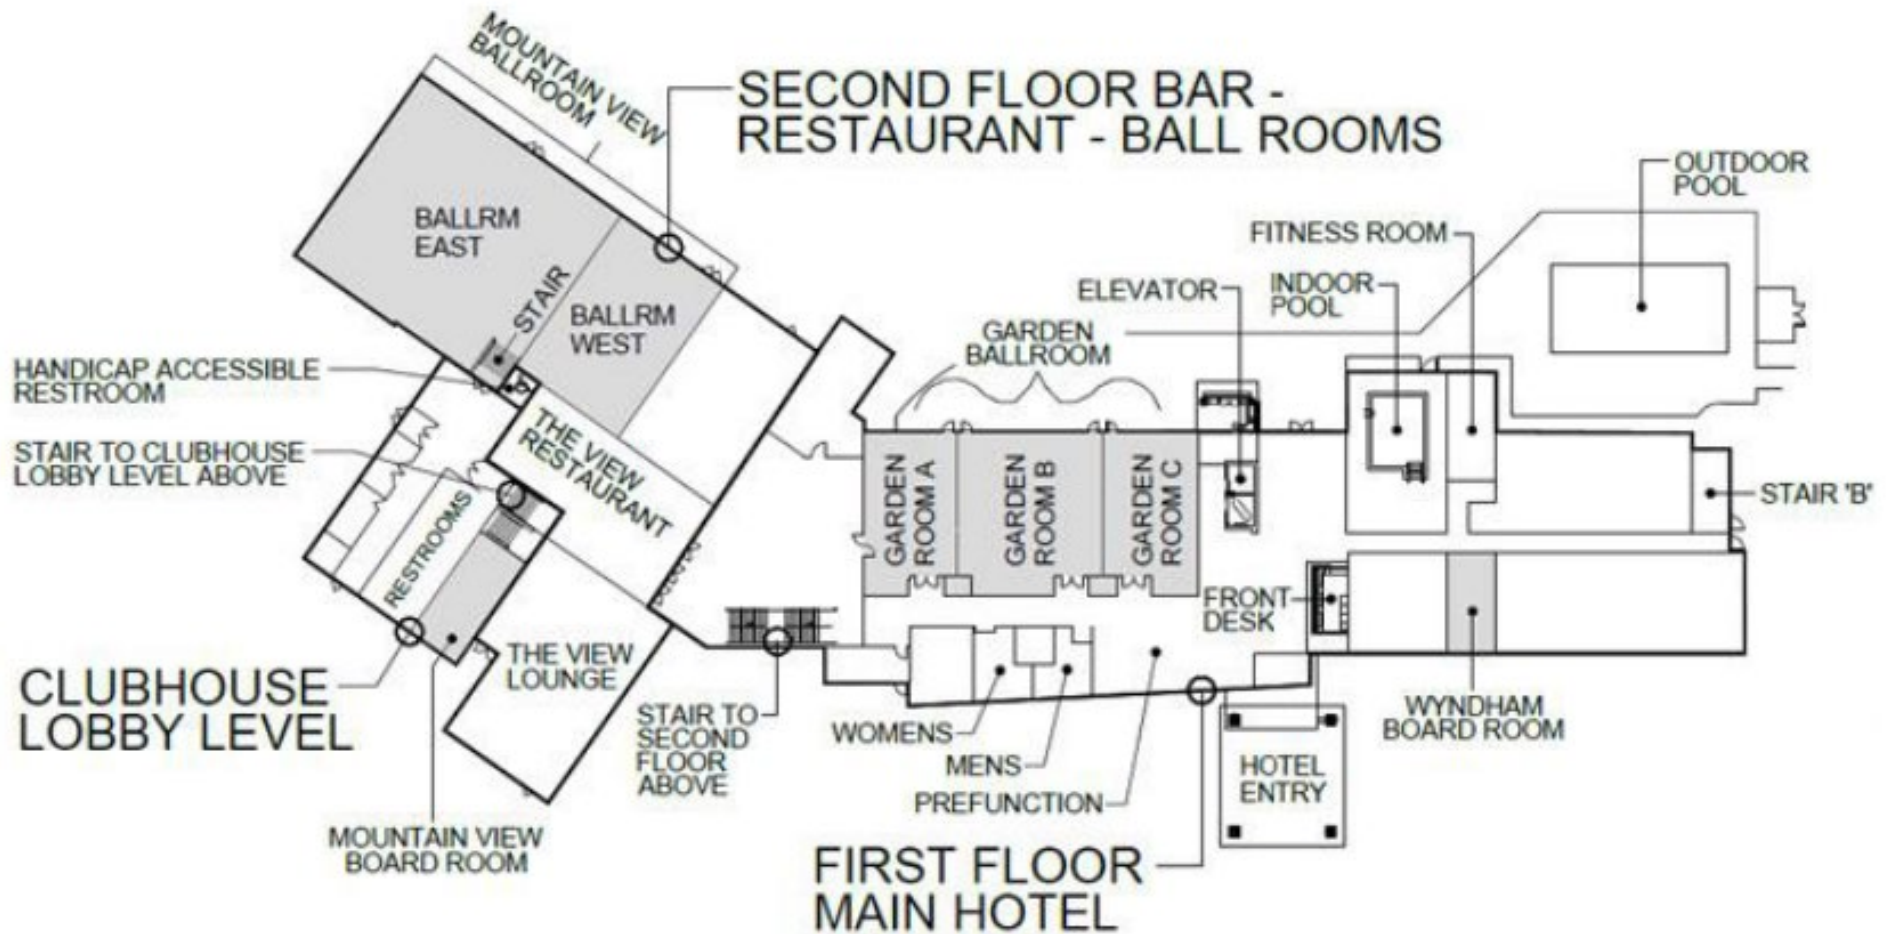 MOUNTAIN VIEW
BALLROOM
SECOND FLOOR BAR -
RESTAURANT - BALL ROOMS
OUTDOOR
POOL
FITNESS ROOM
BALLRM
EAST
STAIR
BALLRM
WEST
ELEVATOR
INDOOR
POOL
GARDEN
BALLROOM
HANDICAP ACCESSIBLE
RESTROOM
THE VIEW
RESTAURANT
STAIR TO CLUBHOUSE
LOBBY LEVEL ABOVE
RESTROOMS
GARDEN
ROOM A
GARDEN
ROOM B
GARDEN
ROOM C
STAIR 'B'
FRONT
DESK
THE VIEW
LOUNGE
CLUBHOUSE
LOBBY LEVEL
STAIR TO
SECOND
FLOOR
ABOVE
WOMENS
MENS
PREFUNCTION
WYNDHAM
BOARD ROOM
HOTEL
ENTRY
MOUNTAIN VIEW
BOARD ROOM
FIRST FLOOR
MAIN HOTEL